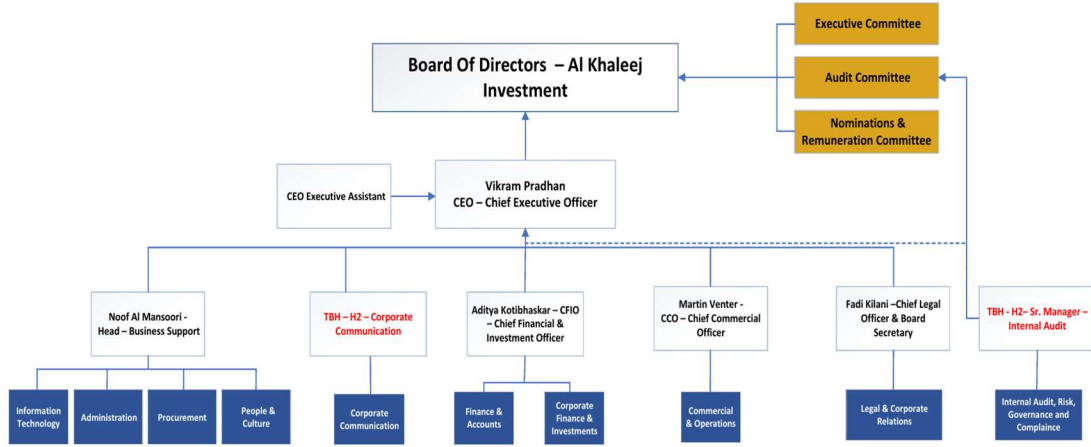 Executive Committee
Board Of Directors – Al Khaleej
Investment
Audit Committee
Nominations &
Remuneration Committee
CEO Executive Assistant
Vikram Pradhan
CEO – Chief Executive Officer
Noof Al Mansoori -
Head – Business Support
TBH – H2 – Corporate
Communication
Aditya Kotibhaskar – CFIO
– Chief Financial &
Investment Officer
Martin Venter -
CCO – Chief Commercial
Officer
Fadi Kilani –Chief Legal
Officer & Board
Secretary
TBH - H2– Sr. Manager –
Internal Audit
Information
Technology
Administration
Procurement
People &
Culture
Corporate
Communication
Finance &
Accounts
Corporate
Finance &
Investments
Commercial
& Operations
Legal & Corporate
Relations
Internal Audit, Risk,
Governance and
Complaince